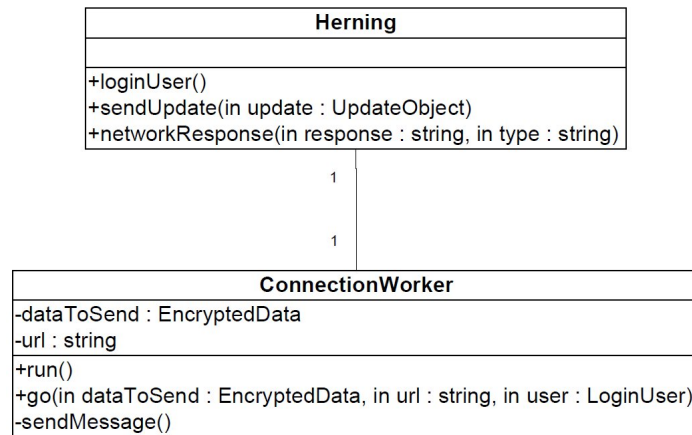 Herning
+loginUser()
+sendUpdate(in update : UpdateObject)
+networkResponse(in response : string, in type : string)
1
1
ConnectionWorker
-dataToSend : EncryptedData
-url : string
+run()
+go(in dataToSend : EncryptedData, in url : string, in user : LoginUser)
-sendMessage()